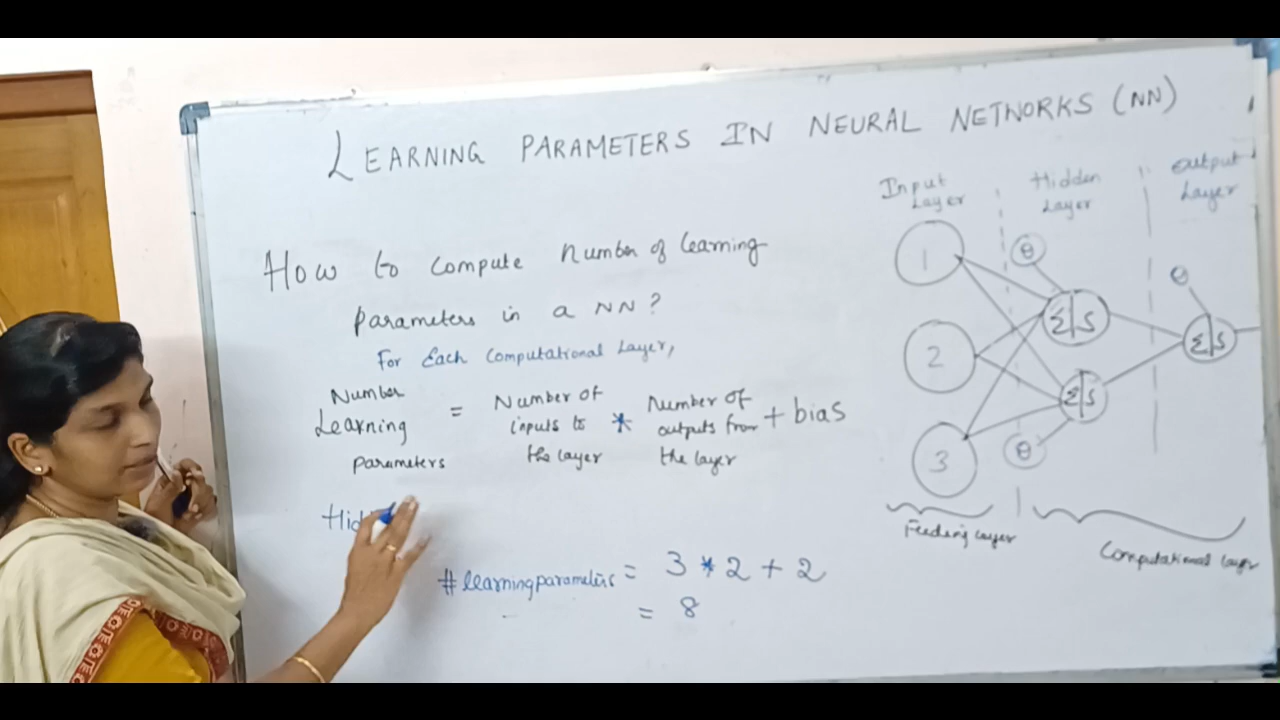 LEARNING PARAMETERS IN NEURAL NETWORKS (NN)
How to compute Number of learning
parameters in a NN?
For Each Computational Layer,
Number
Learning
parameters
=
Number of
inputs to
the layer
*
Number of
outputs from
the layer
+ bias
#learningparameters = 3 * 2 + 2
= 8
Input
Layer
Hidden
Layer
Output
Layer
1
2
3
θ
Σ|S
Σ|S
θ
θ
Σ|S
Feeding layer
Computational layer